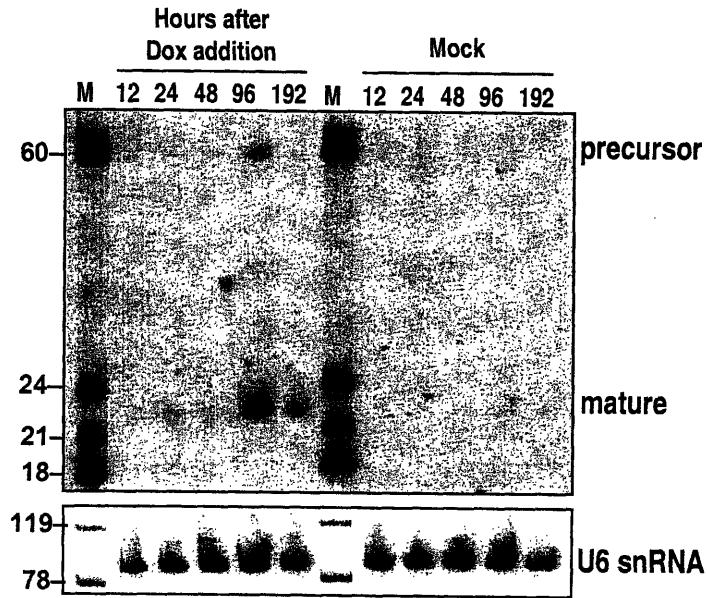 Hours after
Dox addition
Mock
M 12 24 48 96 192 M 12 24 48 96 192
60
precursor
24
mature
21
18
119
U6 snRNA
78